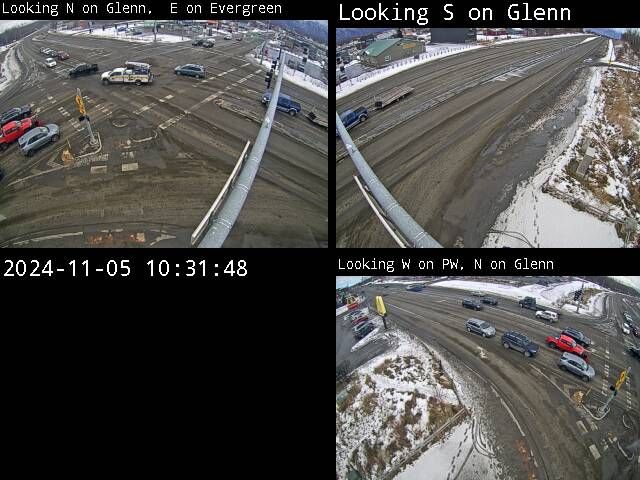 Looking N on Glenn,  E on Evergreen
Looking S on Glenn
2024-11-05 10:31:48
Looking W on PW, N on Glenn